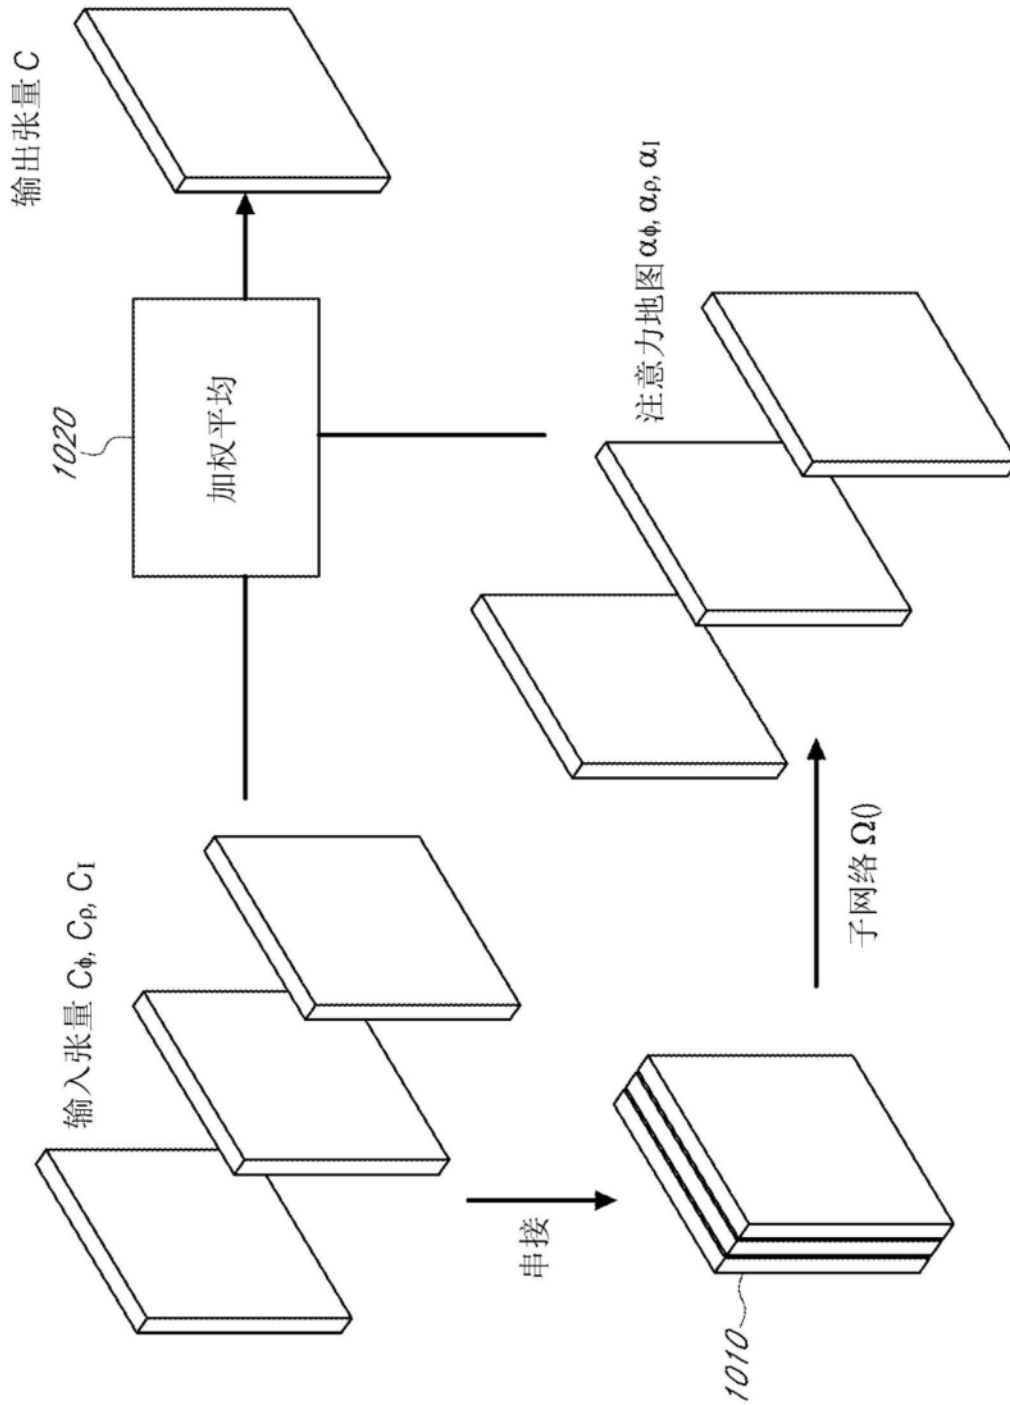 输入张量 Cϕ, Cρ, CI
1020
加权平均
输出张量 C
串接
1010
子网络 Ω()
注意力地图 αϕ, αρ, αI